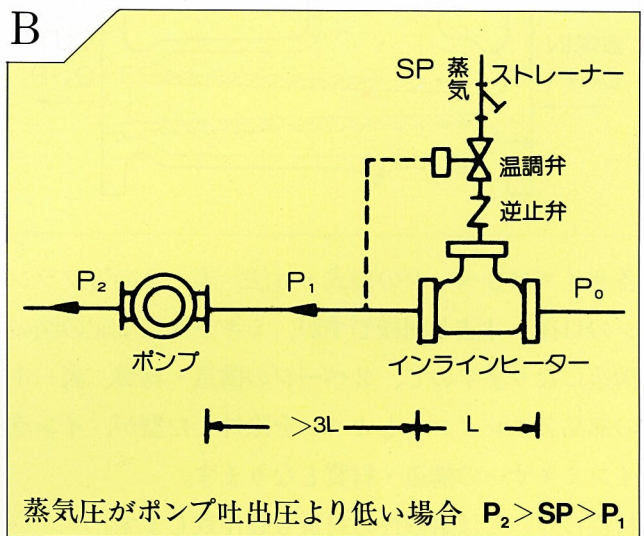 B
SP 蒸気 ストレーナー
温調弁
逆止弁
P₂ P₁ P₀
ポンプ インラインヒーター
>3L L
蒸気圧がポンプ吐出圧より低い場合 P₂>SP>P₁